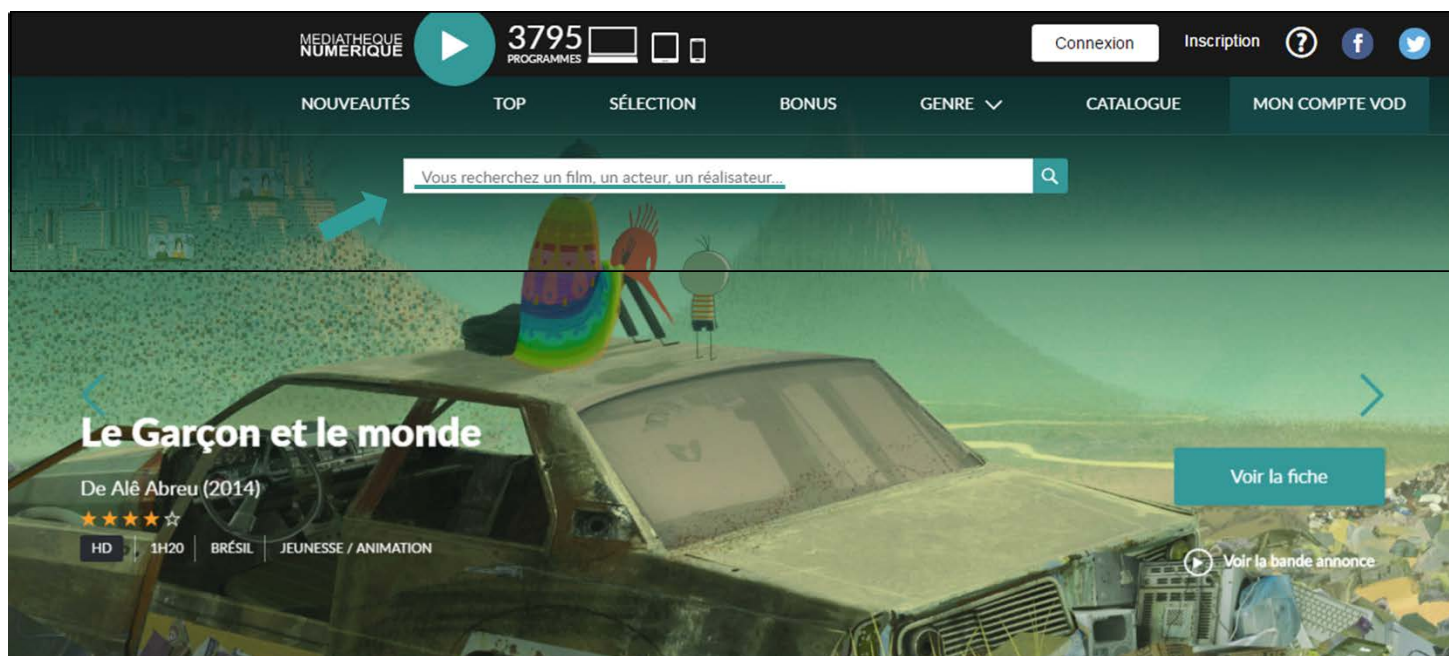 MEDIATHEQUE
NUMERIQUE
3795
PROGRAMMES
Connexion
Inscription
?
f
NOUVEAUTÉS TOP SÉLECTION BONUS GENRE CATALOGUE MON COMPTE VOD
Vous recherchez un film, un acteur, un réalisateur...
Le Garçon et le monde
De Alê Abreu (2014)
Voir la fiche
HD 1H20 BRÉSIL JEUNESSE / ANIMATION
Voir la bande annonce